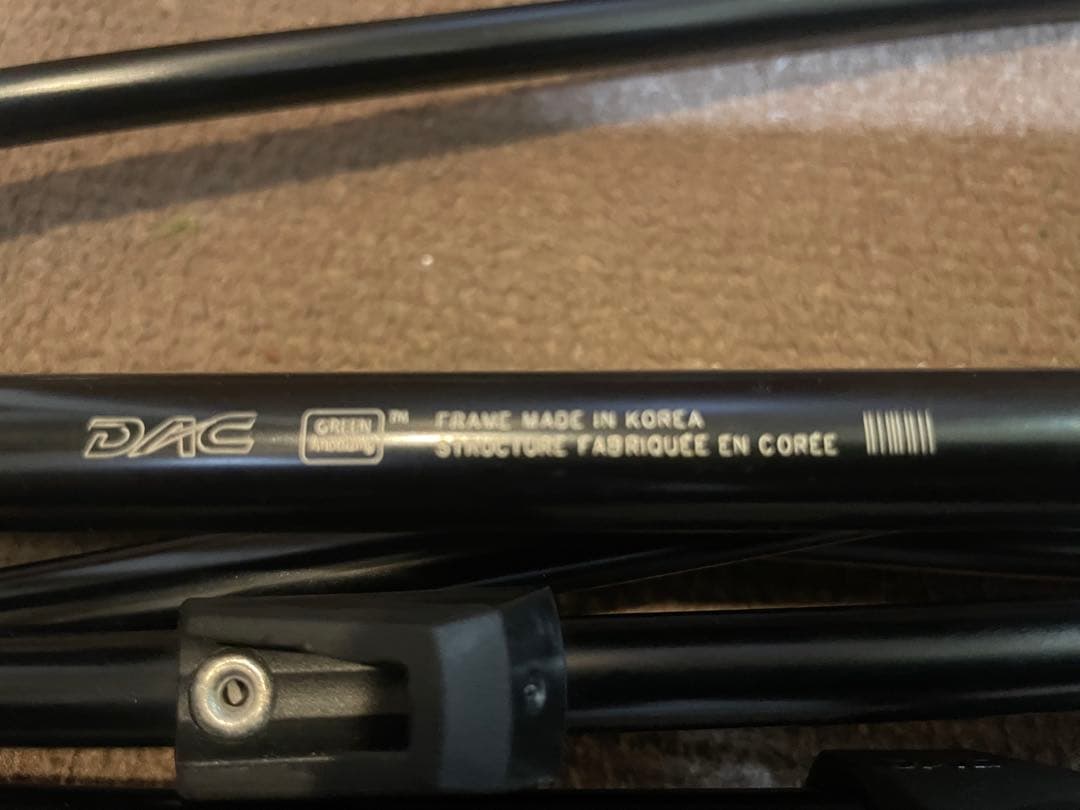 DAC
GREEN
Anodizing
™
FRAME MADE IN KOREA
STRUCTURE FABRIQUÉE EN CORÉE